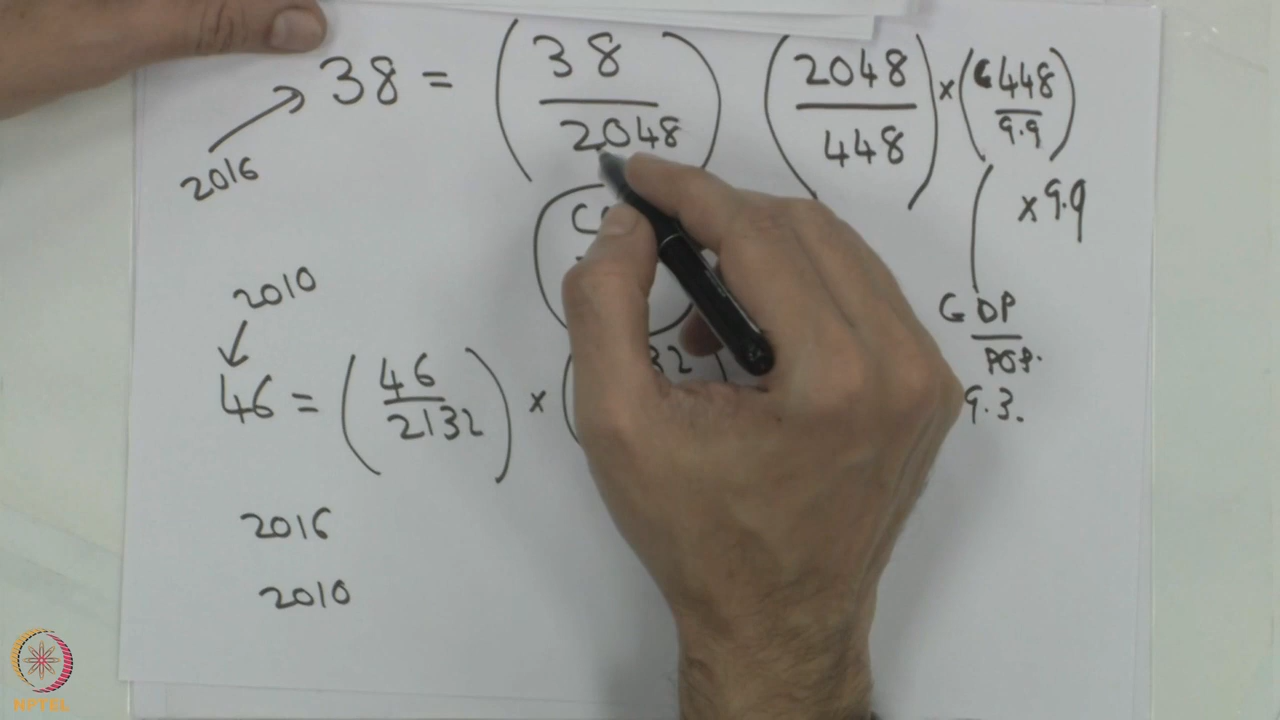 38 = (38/2048) (2048/448) × (G448/9.9)
× 9.9
2016
2010
GDP/POP.
46 = (46/2132) × (
9.3.
2016
2010
NPTEL